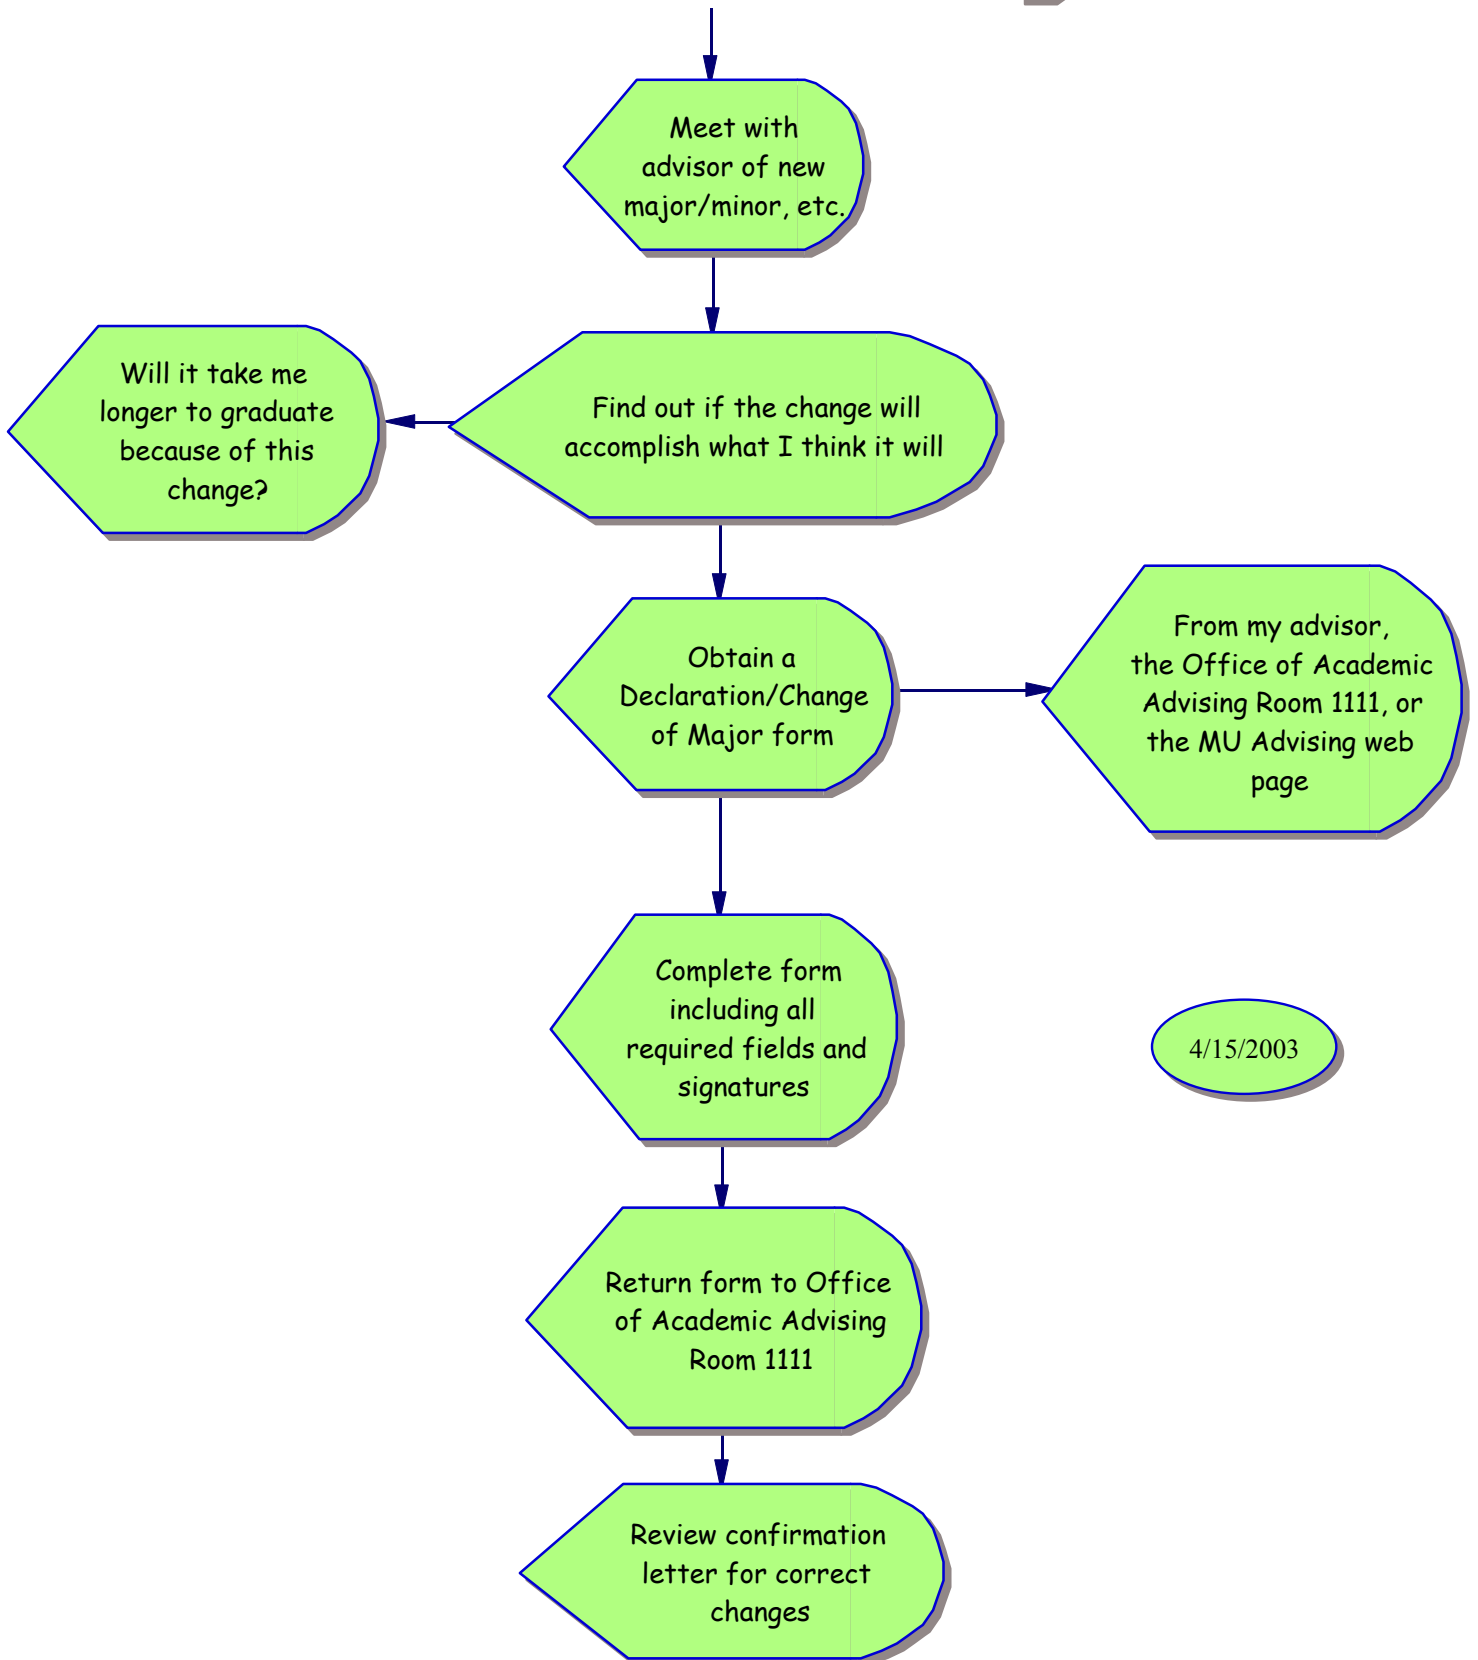 Meet with
advisor of new
major/minor, etc.
Will it take me
longer to graduate
because of this
change?
Find out if the change will
accomplish what I think it will
Obtain a
Declaration/Change
of Major form
From my advisor,
the Office of Academic
Advising Room 1111, or
the MU Advising web
page
Complete form
including all
required fields and
signatures
4/15/2003
Return form to Office
of Academic Advising
Room 1111
Review confirmation
letter for correct
changes